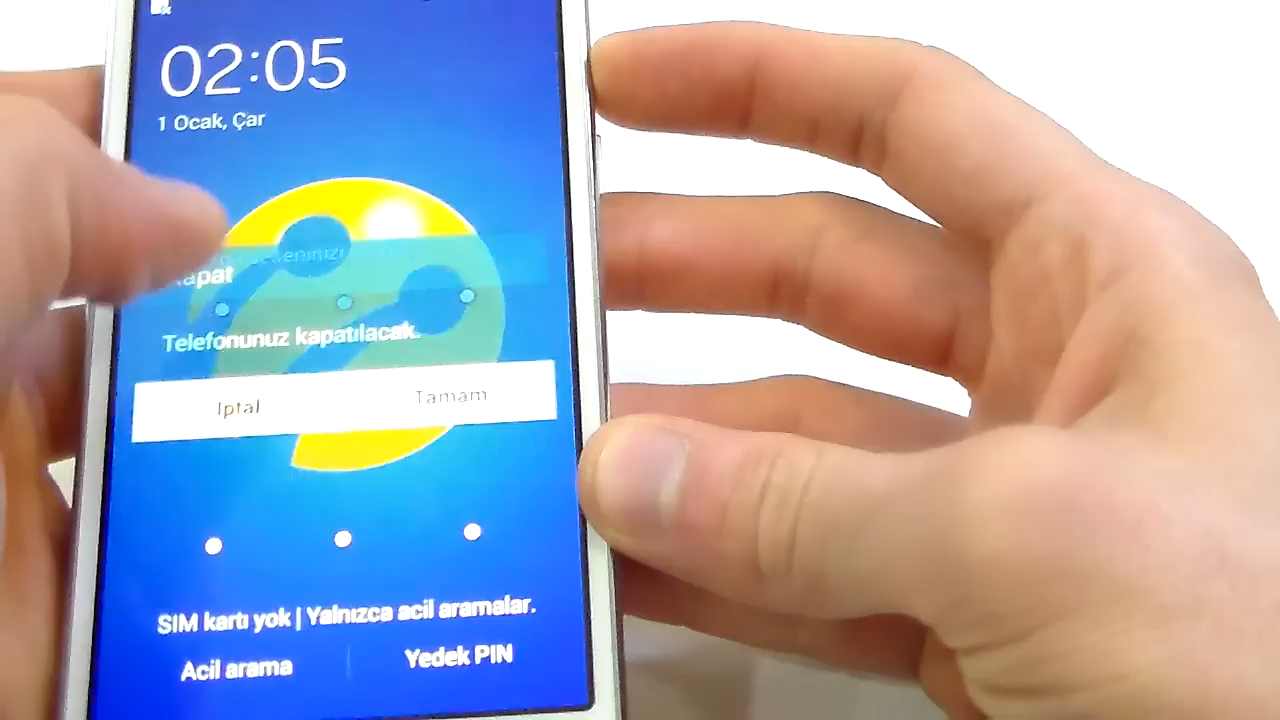 02:05
1 Ocak, Çar
Kapat
Telefonunuz kapatılacak.
İptal Tamam
SIM kartı yok | Yalnızca acil aramalar.
Acil arama Yedek PIN